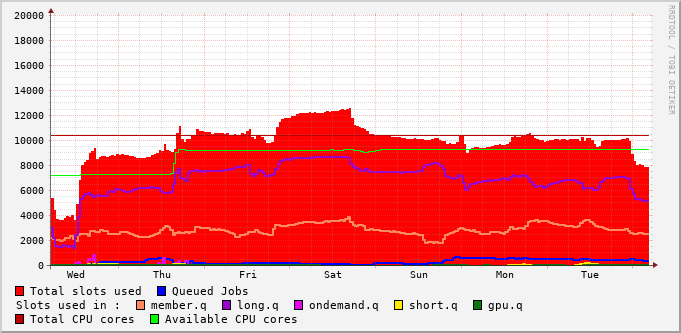 20000
18000
16000
14000
12000
10000
8000
6000
4000
2000
0
Wed Thu Fri Sat Sun Mon Tue
RRDTOOL / TOBI OETIKER
Total slots used Queued Jobs
Slots used in : member.q long.q ondemand.q short.q gpu.q
Total CPU cores Available CPU cores